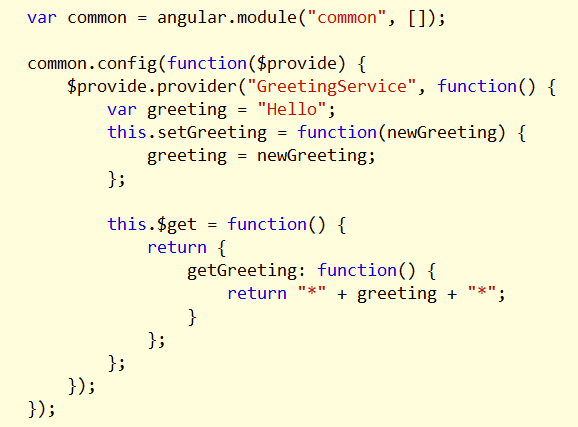 var common = angular.module("common", []);

common.config(function($provide) {
    $provide.provider("GreetingService", function() {
        var greeting = "Hello";
        this.setGreeting = function(newGreeting) {
            greeting = newGreeting;
        };

        this.$get = function() {
            return {
                getGreeting: function() {
                    return "*" + greeting + "*";
                }
            };
        };
    });
});